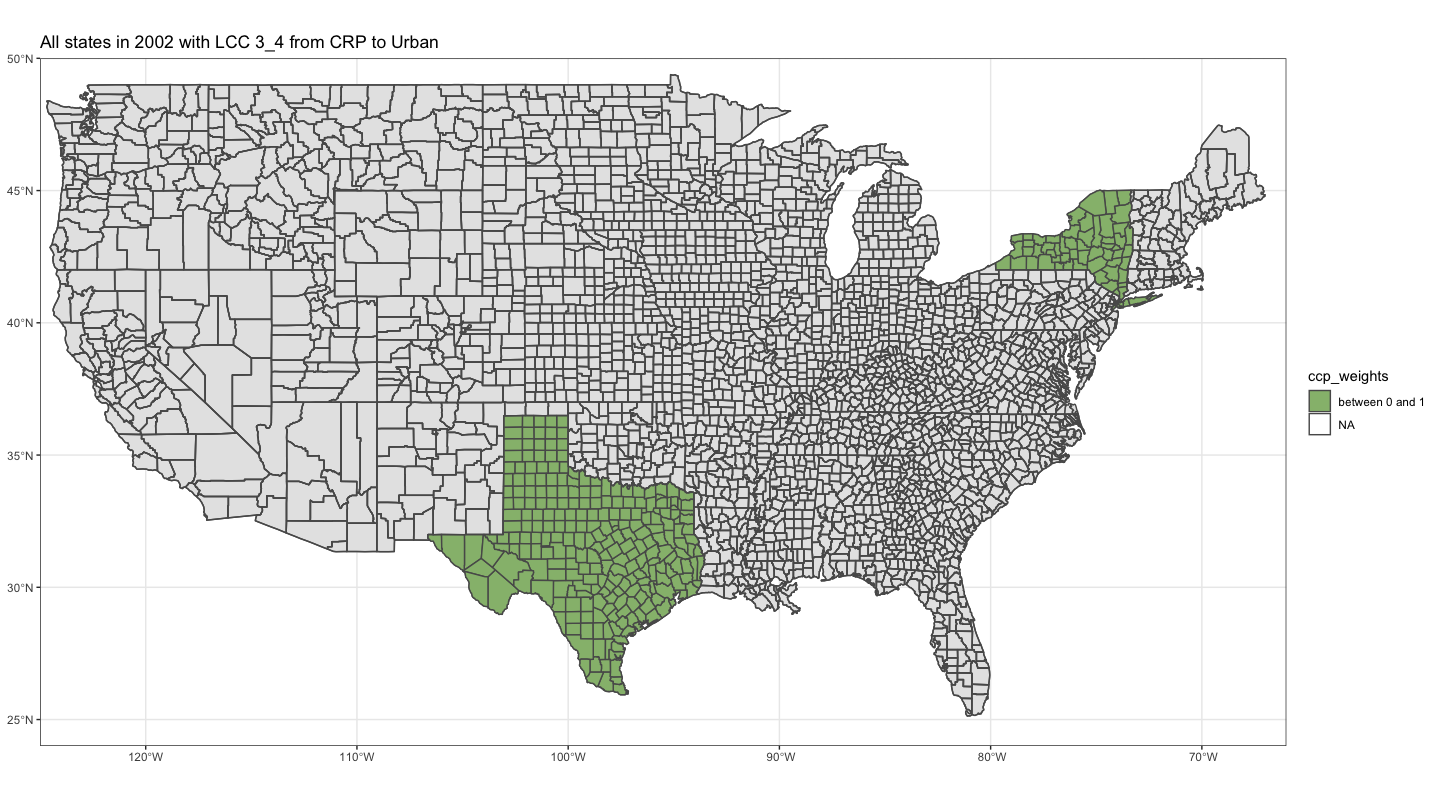 All states in 2002 with LCC 3_4 from CRP to Urban
50°N
45°N
40°N
35°N
30°N
25°N
120°W
110°W
100°W
90°W
80°W
70°W
ccp_weights
between 0 and 1
NA